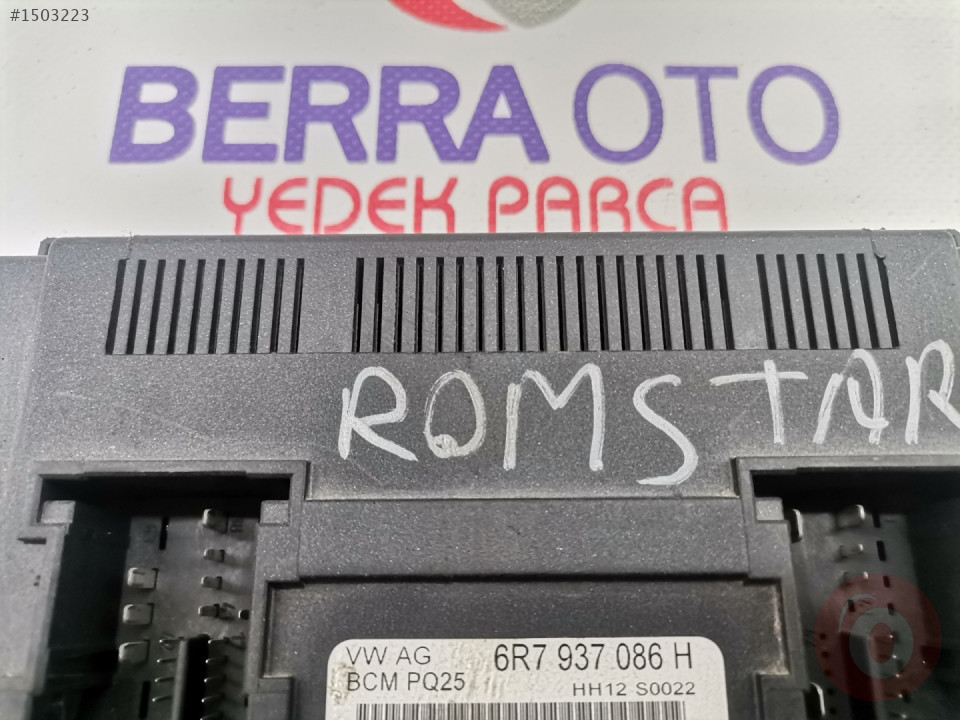 #1503223
BERRA OTO
YEDEK PARCA
ROMSTAR
VW AG 6R7 937 086 H
BCM PQ25 HH12 S0022